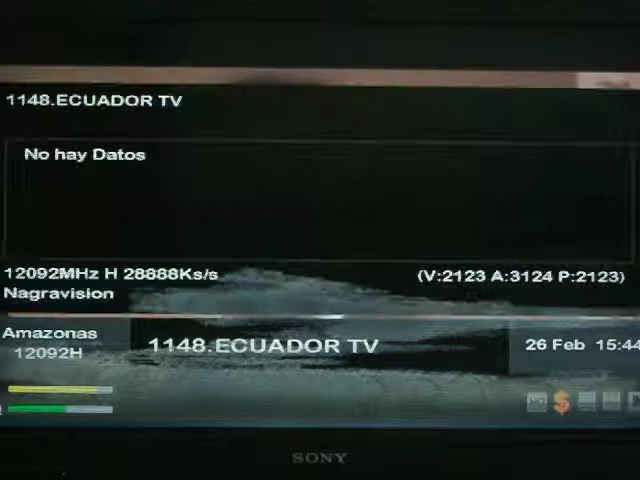 1148.ECUADOR TV
No hay Datos
12092MHz H 28888Ks/s (V:2123 A:3124 P:2123)
Nagravision
Amazonas
12092H
1148.ECUADOR TV
26 Feb 15:44
$
SONY